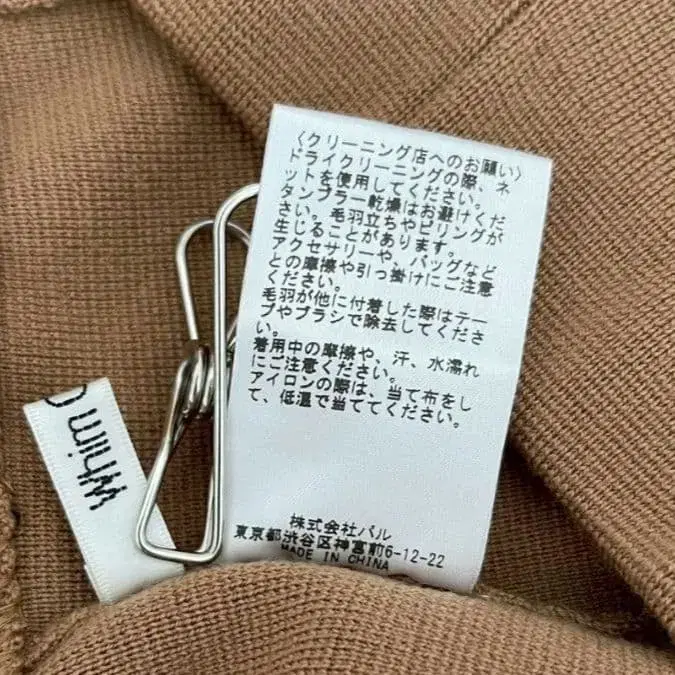 〈クリーニング店へのお願い〉
ドライクリーニングの際、ネ
ットを使用してください。
タンブラー乾燥はお避けくだ
さい。毛羽立ちやピリングが
生じることがあります。
アクセサリーや、バッグなど
との摩擦や引っ掛けにご注意
ください。
毛羽が他に付着した際はテー
プやブラシで除去してくださ
い。
着用中の摩擦や、汗、水濡れ
にご注意ください。
アイロンの際は、当て布をし
て、低温で当ててください。
株式会社パル
東京都渋谷区神宮前6-12-22
MADE IN CHINA
Whim G